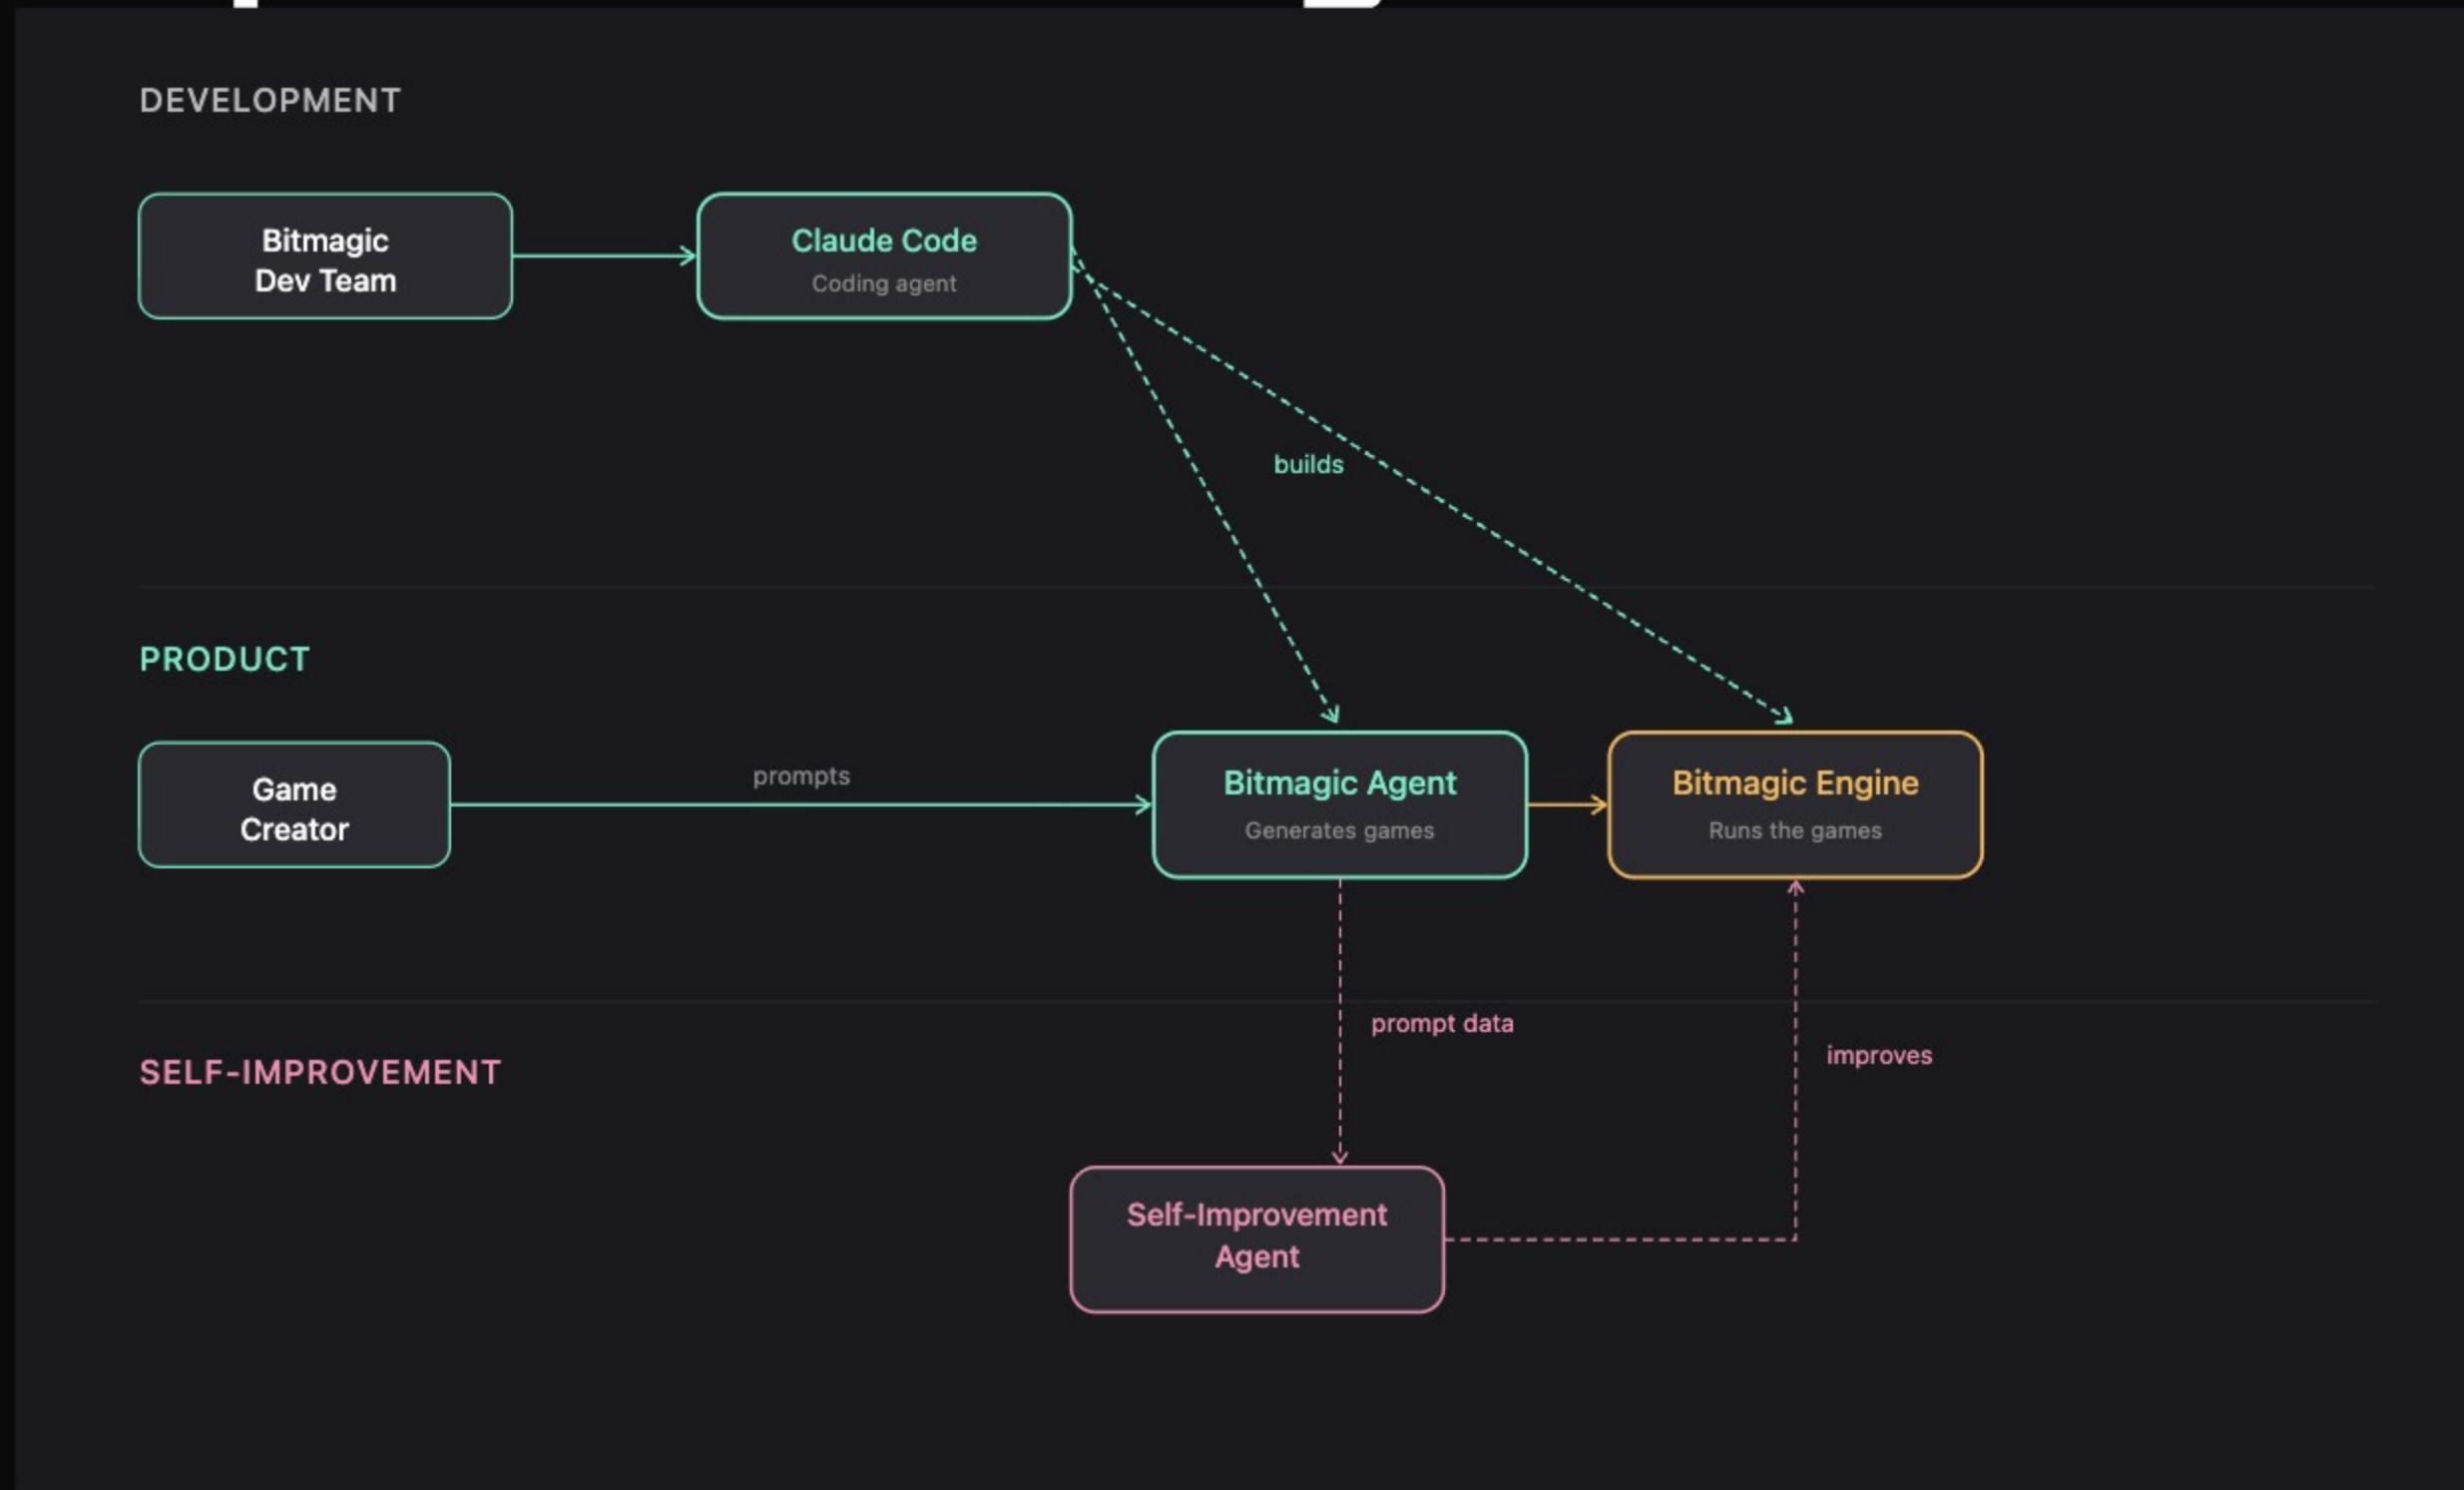 DEVELOPMENT
Bitmagic
Dev Team
Claude Code
Coding agent
builds
PRODUCT
Game
Creator
prompts
Bitmagic Agent
Generates games
Bitmagic Engine
Runs the games
prompt data
improves
SELF-IMPROVEMENT
Self-Improvement
Agent